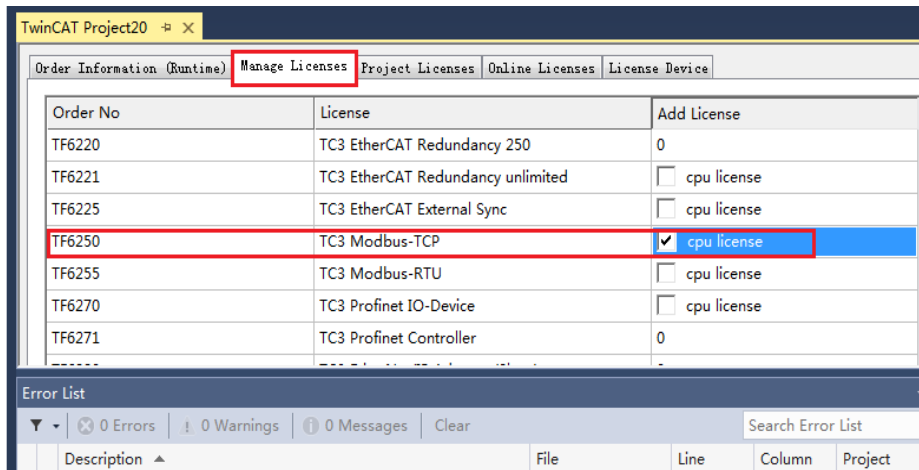 TwinCAT Project20
Order Information (Runtime) Manage Licenses Project Licenses Online Licenses License Device
Order No License Add License
TF6220 TC3 EtherCAT Redundancy 250 0
TF6221 TC3 EtherCAT Redundancy unlimited cpu license
TF6225 TC3 EtherCAT External Sync cpu license
TF6250 TC3 Modbus-TCP cpu license
TF6255 TC3 Modbus-RTU cpu license
TF6270 TC3 Profinet IO-Device cpu license
TF6271 TC3 Profinet Controller 0
Error List
0 Errors 0 Warnings 0 Messages Clear Search Error List
Description File Line Column Project